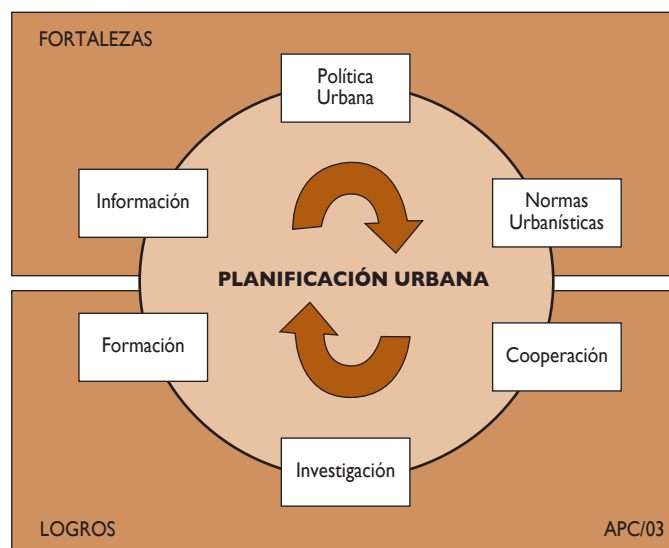 FORTALEZAS
Política
Urbana
Información
Normas
Urbanísticas
PLANIFICACIÓN URBANA
Formación
Cooperación
Investigación
LOGROS
APC/03